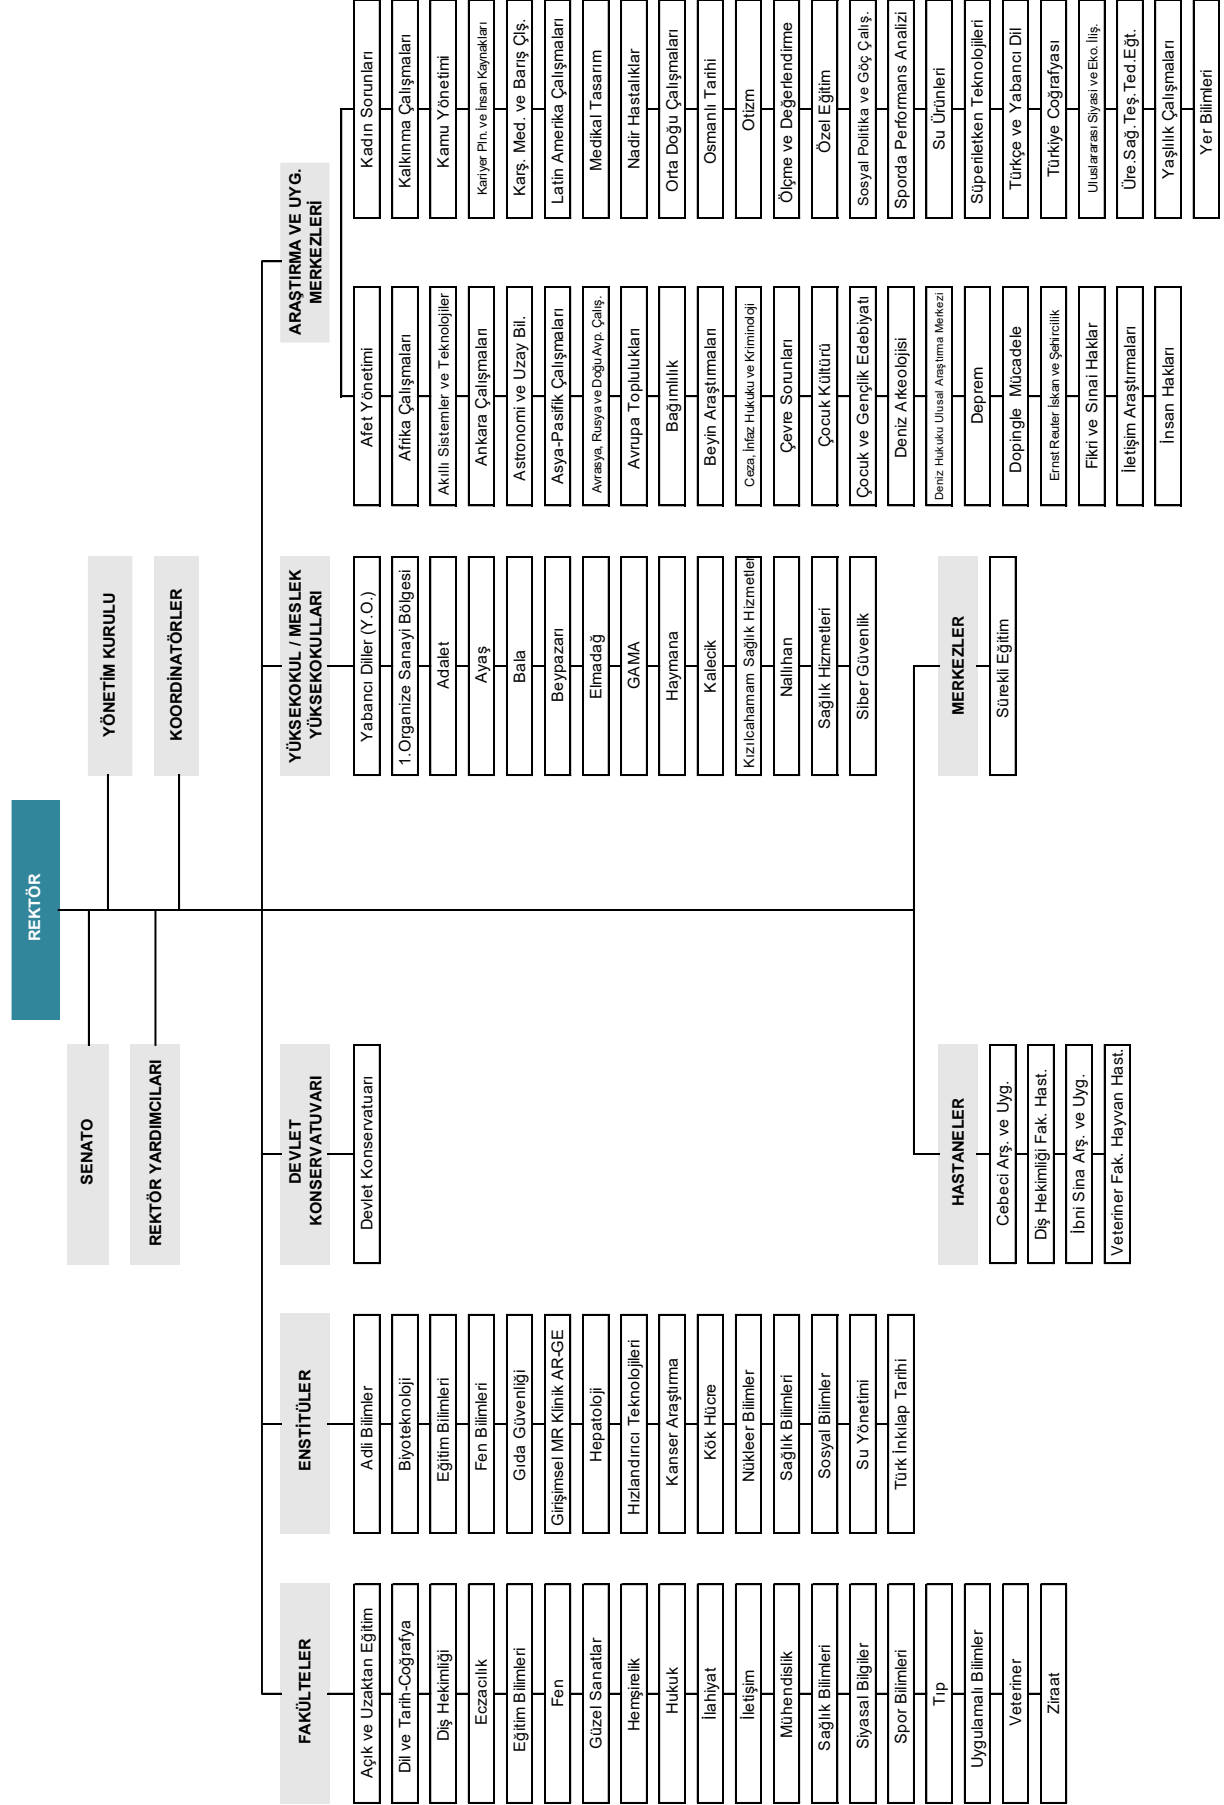 REKTÖR
SENATO
YÖNETİM KURULU
REKTÖR YARDIMCILARI
KOORDİNATÖRLER
FAKÜLTELER
Açık ve Uzaktan Eğitim
Dil ve Tarih-Coğrafya
Diş Hekimliği
Eczacılık
Eğitim Bilimleri
Fen
Güzel Sanatlar
Hemşirelik
Hukuk
İlahiyat
İletişim
Mühendislik
Sağlık Bilimleri
Siyasal Bilgiler
Spor Bilimleri
Tıp
Uygulamalı Bilimler
Veteriner
Ziraat
ENSTİTÜLER
Adli Bilimler
Biyoteknoloji
Eğitim Bilimleri
Fen Bilimleri
Gıda Güvenliği
Girişimsel MR Klinik AR-GE
Hepatoloji
Hızlandırıcı Teknolojileri
Kanser Araştırma
Kök Hücre
Nükleer Bilimler
Sağlık Bilimleri
Sosyal Bilimler
Su Yönetimi
Türk İnkılap Tarihi
DEVLET
KONSERVATUVARI
Devlet Konservatuarı
YÜKSEKOKUL / MESLEK
YÜKSEKOKULLARI
Yabancı Diller (Y.O.)
1.Organize Sanayi Bölgesi
Adalet
Ayaş
Bala
Beypazarı
Elmadağ
GAMA
Haymana
Kalecik
Kızılcahamam Sağlık Hizmetler
Nallıhan
Sağlık Hizmetleri
Siber Güvenlik
ARAŞTIRMA VE UYG.
MERKEZLERİ
Afet Yönetimi
Afrika Çalışmaları
Akıllı Sistemler ve Teknolojiler
Ankara Çalışmaları
Astronomi ve Uzay Bil.
Asya-Pasifik Çalışmaları
Avrasya, Rusya ve Doğu Avp. Çalış.
Avrupa Toplulukları
Bağımlılık
Beyin Araştırmaları
Ceza, İnfaz Hukuku ve Kriminoloji
Çevre Sorunları
Çocuk Kültürü
Çocuk ve Gençlik Edebiyatı
Deniz Arkeolojisi
Deniz Hukuku Ulusal Araştırma Merkezi
Deprem
Dopingle Mücadele
Ernst Reuter İskan ve Şehircilik
Fikri ve Sınai Haklar
İletişim Araştırmaları
İnsan Hakları
Kadın Sorunları
Kalkınma Çalışmaları
Kamu Yönetimi
Kariyer Pln. ve İnsan Kaynakları
Karş. Med. ve Barış Çlş.
Latin Amerika Çalışmaları
Medikal Tasarım
Nadir Hastalıklar
Orta Doğu Çalışmaları
Osmanlı Tarihi
Otizm
Ölçme ve Değerlendirme
Özel Eğitim
Sosyal Politika ve Göç Çalış.
Sporda Performans Analizi
Su Ürünleri
Süperiletken Teknolojileri
Türkçe ve Yabancı Dil
Türkiye Coğrafyası
Uluslararası Siyasi ve Eko. İliş.
Üre.Sağ.Teş.Ted.Eğt.
Yaşlılık Çalışmaları
Yer Bilimleri
HASTANELER
Cebeci Arş. ve Uyg.
Diş Hekimliği Fak. Hast.
İbni Sina Arş. ve Uyg.
Veteriner Fak. Hayvan Hast.
MERKEZLER
Sürekli Eğitim